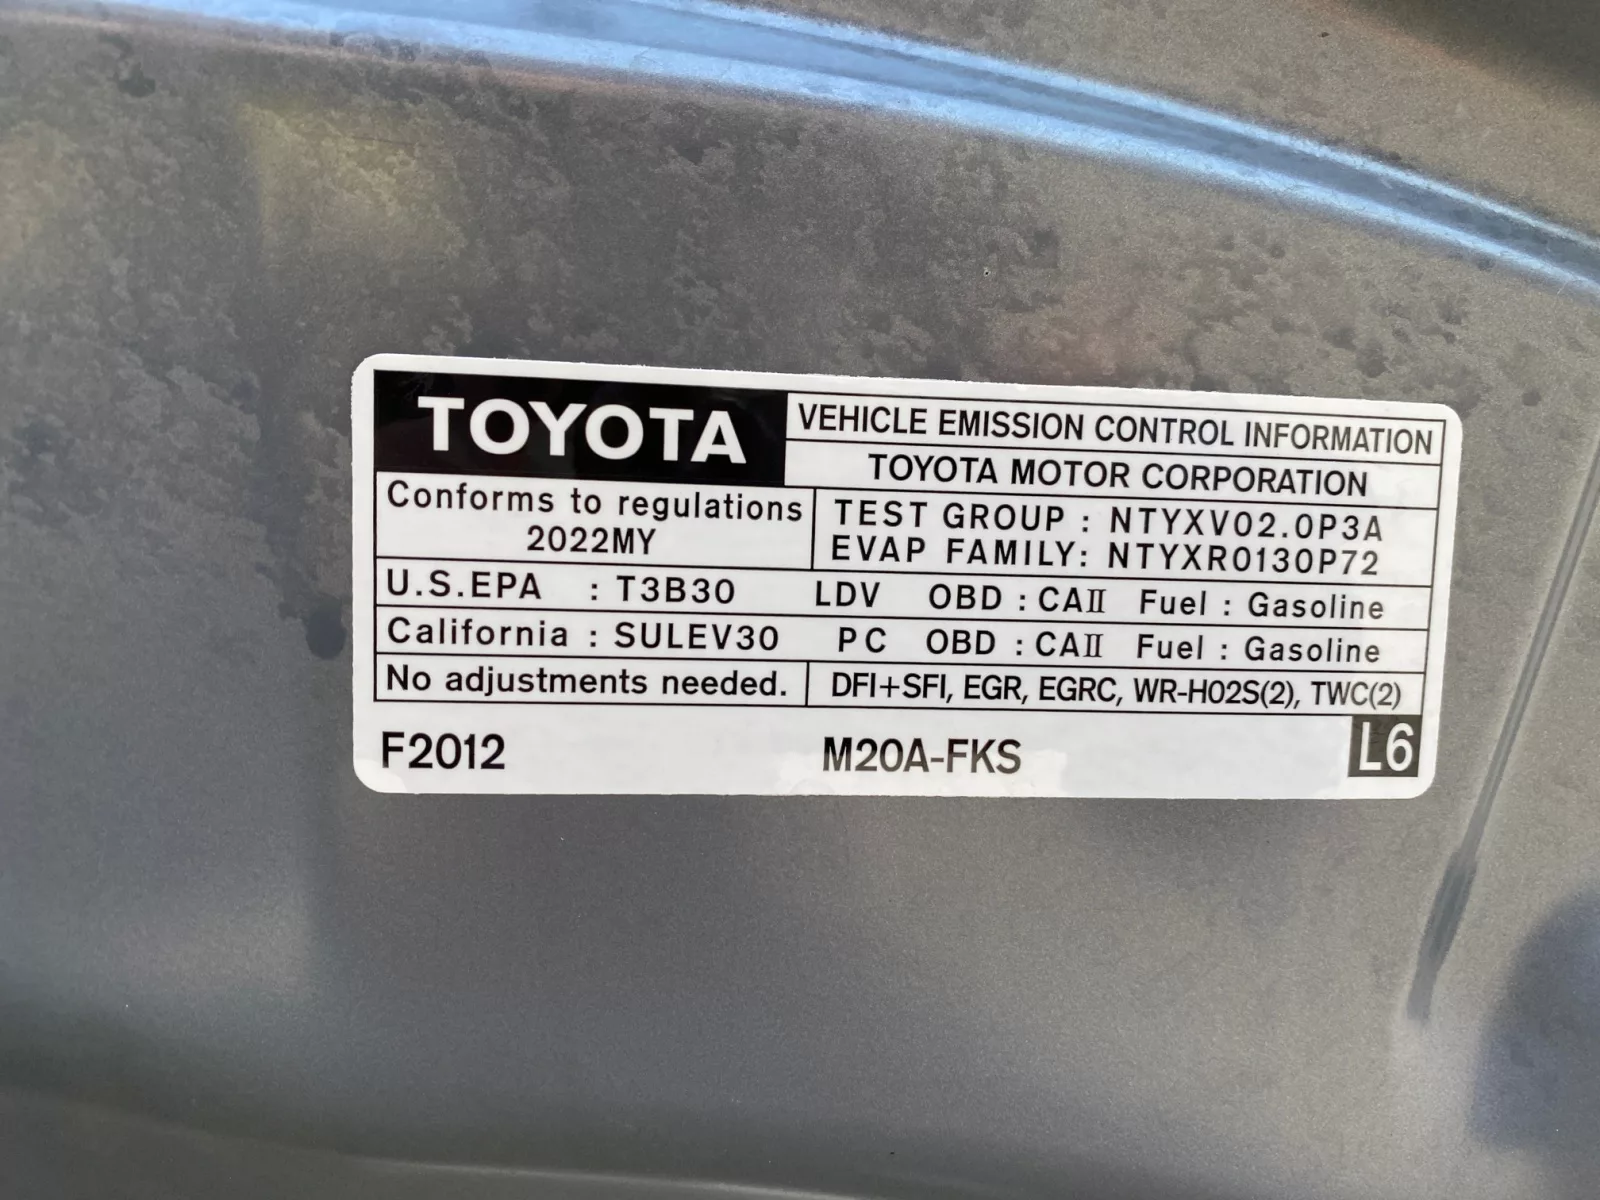 TOYOTA
VEHICLE EMISSION CONTROL INFORMATION
TOYOTA MOTOR CORPORATION
Conforms to regulations
2022MY
TEST GROUP : NTYXV02.0P3A
EVAP FAMILY: NTYXR0130P72
U.S.EPA : T3B30 LDV OBD : CAII Fuel : Gasoline
California : SULEV30 PC OBD : CAII Fuel : Gasoline
No adjustments needed. DFI+SFI, EGR, EGRC, WR-HO2S(2), TWC(2)
F2012 M20A-FKS L6